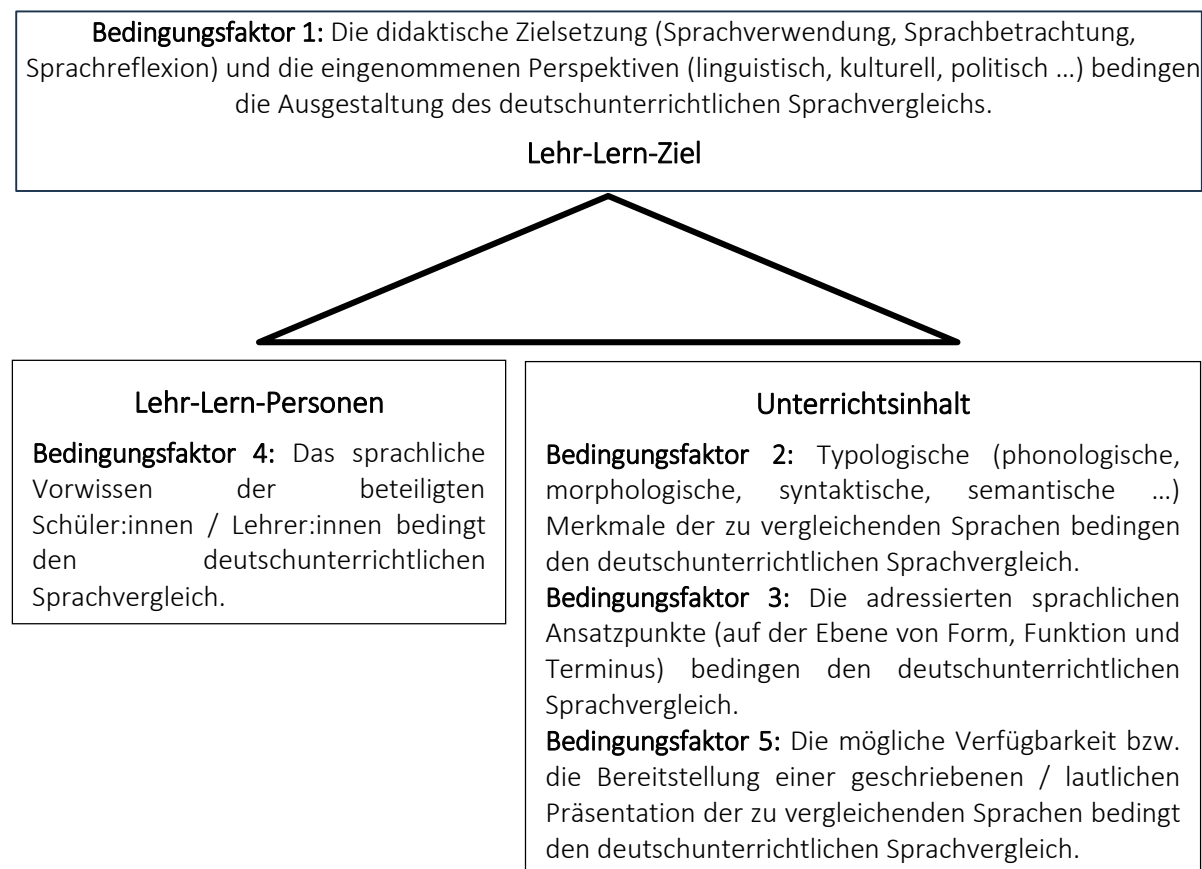 Bedingungsfaktor 1: Die didaktische Zielsetzung (Sprachverwendung, Sprachbetrachtung,
Sprachreflexion) und die eingenommenen Perspektiven (linguistisch, kulturell, politisch …) bedingen
die Ausgestaltung des deutschunterrichtlichen Sprachvergleichs.
Lehr-Lern-Ziel
Lehr-Lern-Personen
Bedingungsfaktor 4: Das sprachliche
Vorwissen der beteiligten
Schüler:innen / Lehrer:innen bedingt
den deutschunterrichtlichen
Sprachvergleich.
Unterrichtsinhalt
Bedingungsfaktor 2: Typologische (phonologische,
morphologische, syntaktische, semantische …)
Merkmale der zu vergleichenden Sprachen bedingen
den deutschunterrichtlichen Sprachvergleich.
Bedingungsfaktor 3: Die adressierten sprachlichen
Ansatzpunkte (auf der Ebene von Form, Funktion und
Terminus) bedingen den deutschunterrichtlichen
Sprachvergleich.
Bedingungsfaktor 5: Die mögliche Verfügbarkeit bzw.
die Bereitstellung einer geschriebenen / lautlichen
Präsentation der zu vergleichenden Sprachen bedingt
den deutschunterrichtlichen Sprachvergleich.